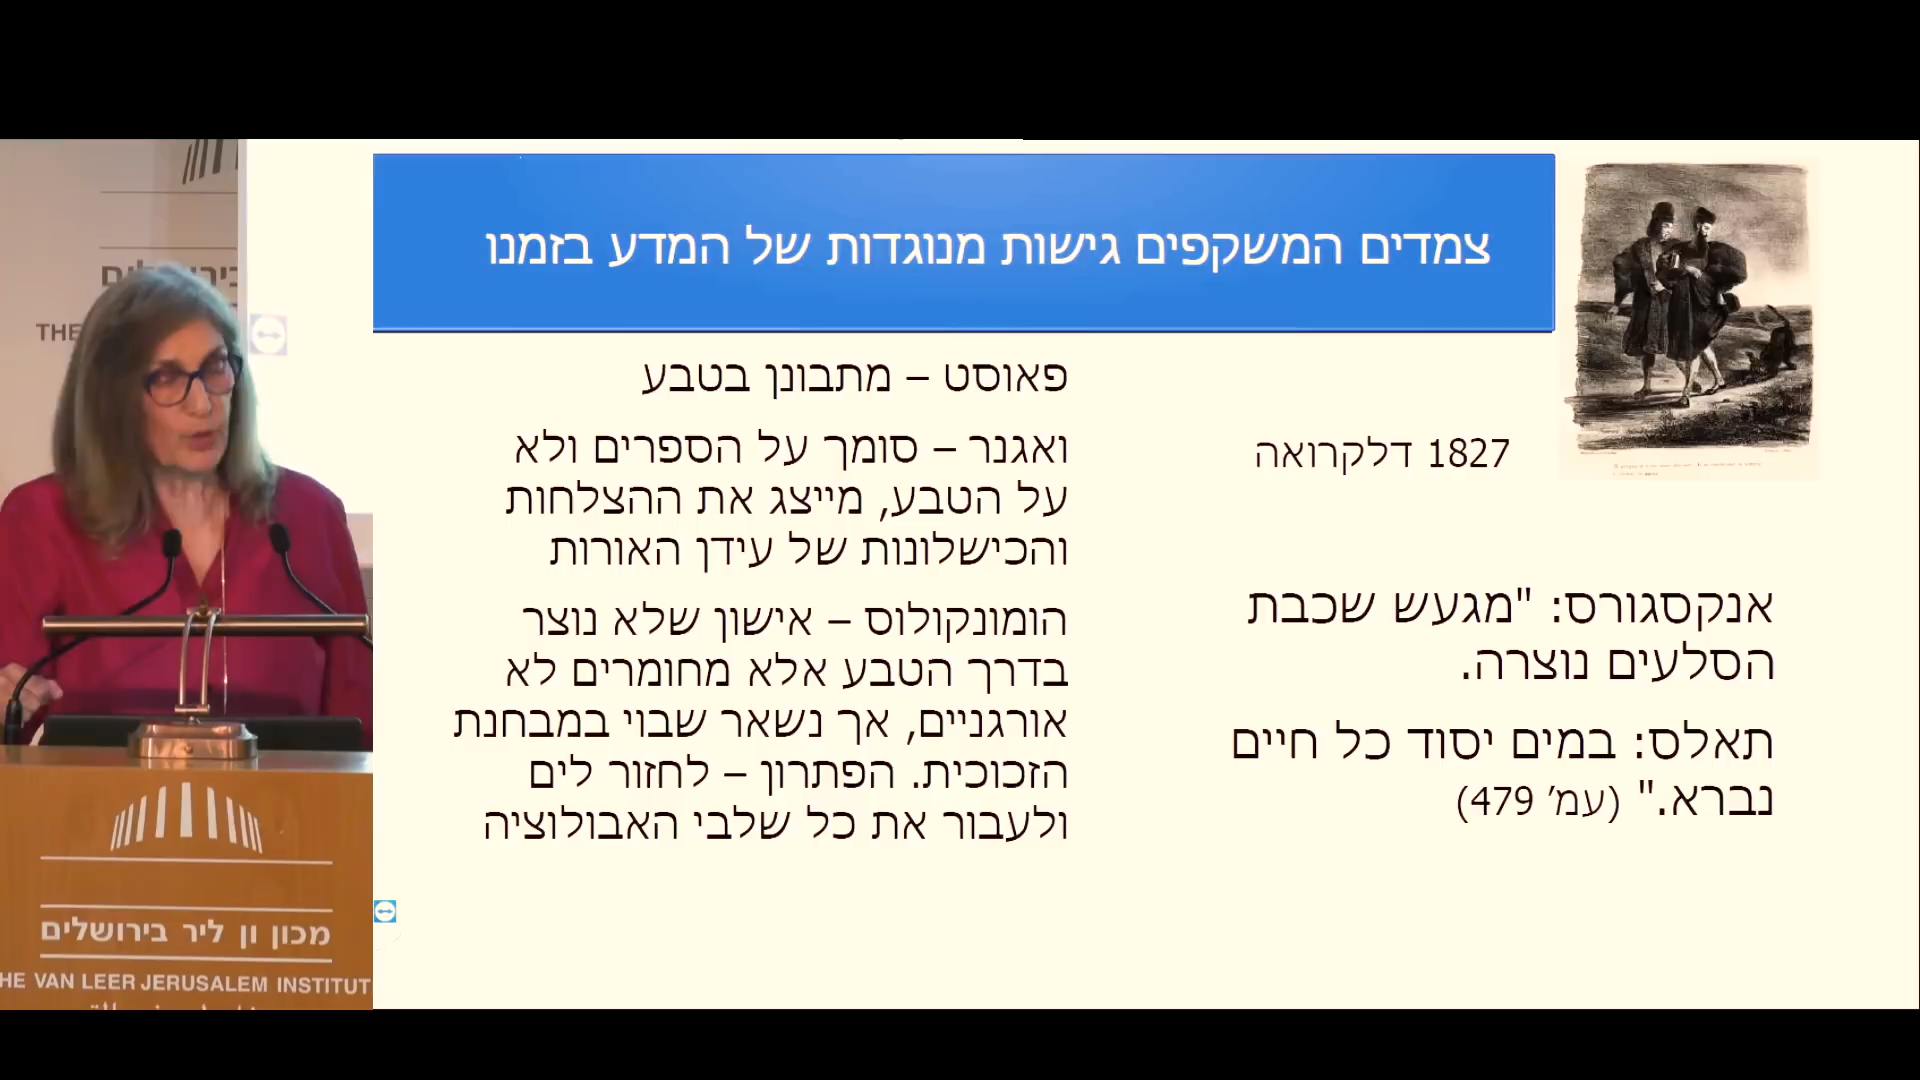 צמדים המשקפים גישות מנוגדות של המדע בזמנו
1827 דלקרואה
אנקסגורס: "מגעש שכבת
הסלעים נוצרה.
תאלס: במים יסוד כל חיים
נברא." (עמ' 479)
פאוסט – מתבונן בטבע
ואגנר – סומך על הספרים ולא
על הטבע, מייצג את ההצלחות
והכישלונות של עידן האורות
הומונקולוס – אישון שלא נוצר
בדרך הטבע אלא מחומרים לא
אורגניים, אך נשאר שבוי במבחנת
הזכוכית. הפתרון – לחזור לים
ולעבור את כל שלבי האבולוציה
THE
מכון ון ליר בירושלים
HE VAN LEER JERUSALEM INSTITUT